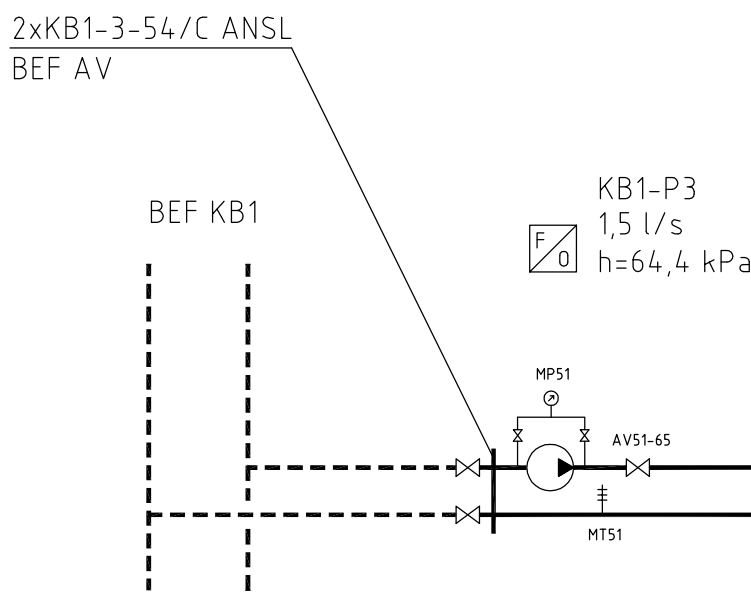 2xKB1-3-54/C ANSL
BEF AV
BEF KB1
KB1-P3
1,5 l/s
h=64,4 kPa
F/O
MP51
AV51-65
MT51